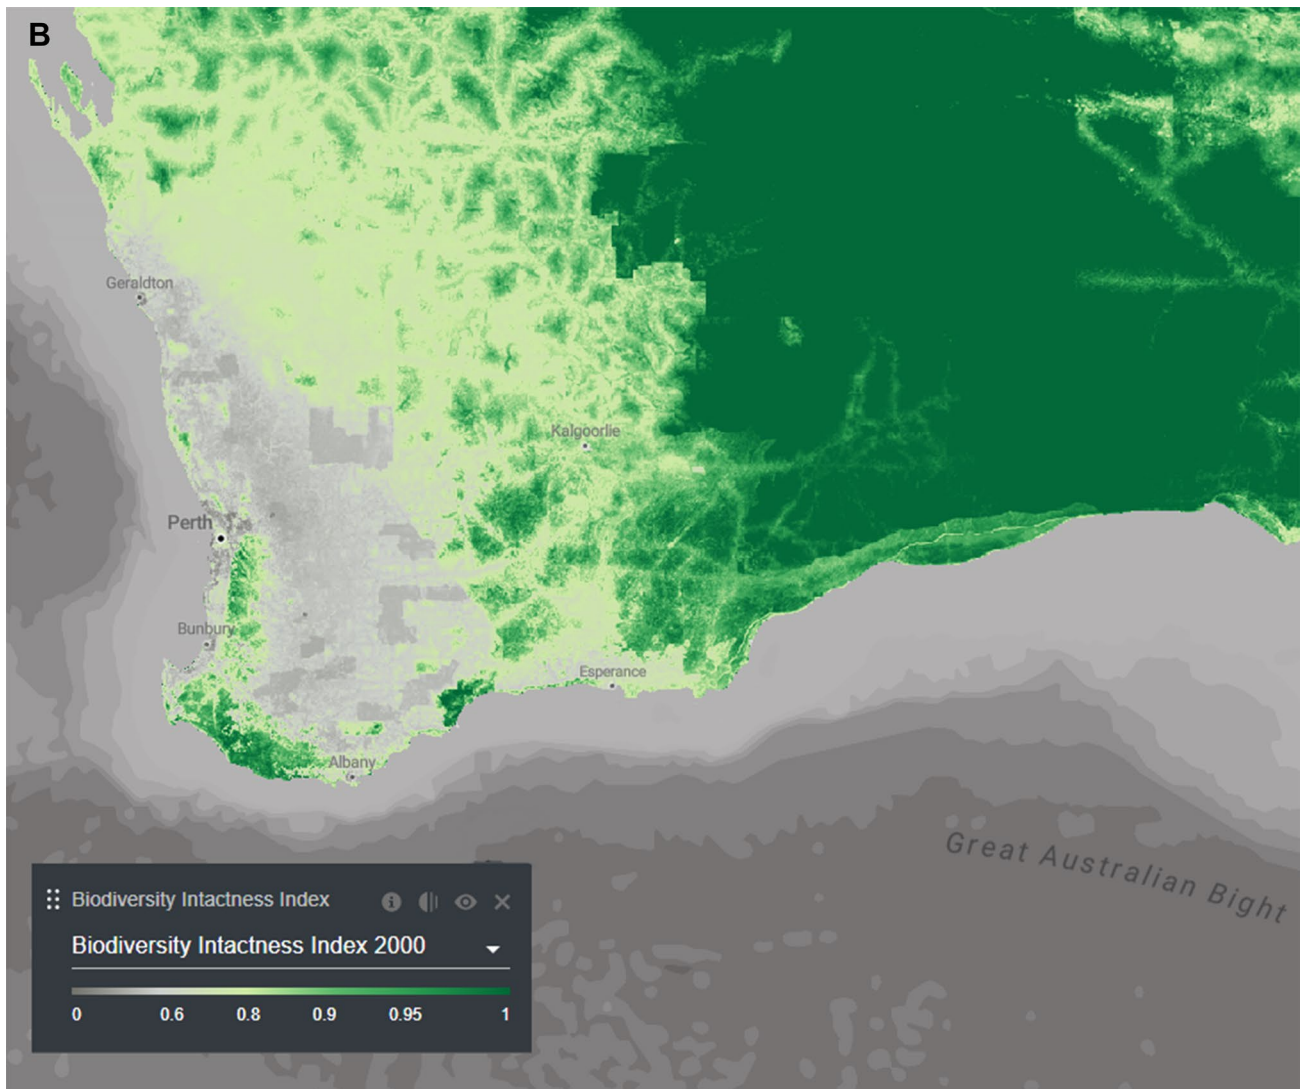 B
Geraldton
Kalgoorlie
Perth
Bunbury
Esperance
Albany
Great Australian Bight
Biodiversity Intactness Index
Biodiversity Intactness Index 2000
0 0.6 0.8 0.9 0.95 1